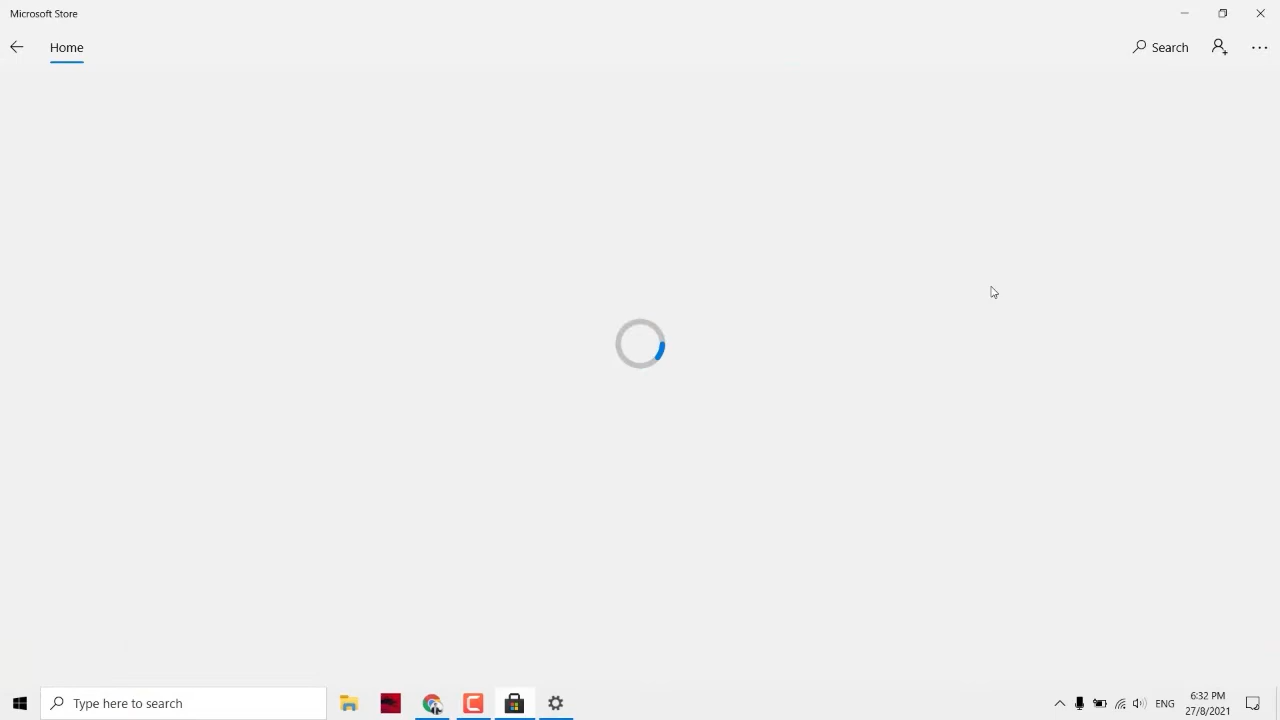 Microsoft Store
Home
Search
Type here to search
ENG
6:32 PM
27/8/2021